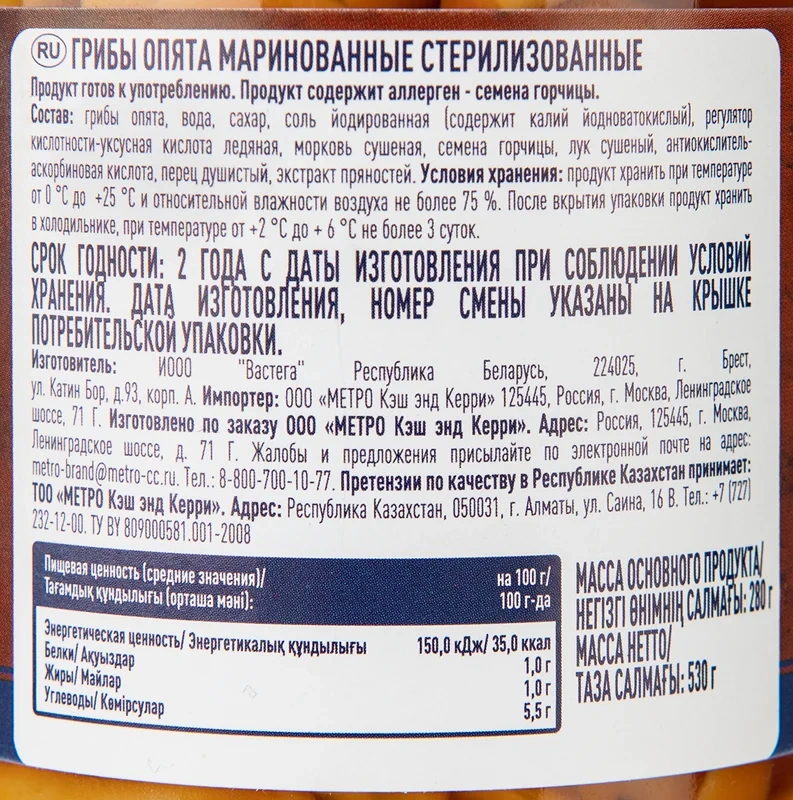 RU ГРИБЫ ОПЯТА МАРИНОВАННЫЕ СТЕРИЛИЗОВАННЫЕ
Продукт готов к употреблению. Продукт содержит аллерген - семена горчицы.
Состав: грибы опята, вода, сахар, соль йодированная (содержит калий йодноватокислый), регулятор
кислотности-уксусная кислота ледяная, морковь сушеная, семена горчицы, лук сушеный, антиокислитель-
аскорбиновая кислота, перец душистый, экстракт пряностей. Условия хранения: продукт хранить при температуре
от 0 °С до +25 °С и относительной влажности воздуха не более 75 %. После вкрытия упаковки продукт хранить
в холодильнике, при температуре от +2 °С до + 6 °С не более 3 суток.
СРОК ГОДНОСТИ: 2 ГОДА С ДАТЫ ИЗГОТОВЛЕНИЯ ПРИ СОБЛЮДЕНИИ УСЛОВИЙ
ХРАНЕНИЯ. ДАТА ИЗГОТОВЛЕНИЯ, НОМЕР СМЕНЫ УКАЗАНЫ НА КРЫШКЕ
ПОТРЕБИТЕЛЬСКОЙ УПАКОВКИ.
Изготовитель: ИООО "Вастега" Республика Беларусь, 224025, г. Брест,
ул. Катин Бор, д.93, корп. А. Импортер: ООО «МЕТРО Кэш энд Керри» 125445, Россия, г. Москва, Ленинградское
шоссе, 71 Г. Изготовлено по заказу ООО «МЕТРО Кэш энд Керри». Адрес: Россия, 125445, г. Москва,
Ленинградское шоссе, д. 71 Г. Жалобы и предложения присылайте по электронной почте на адрес:
metro-brand@metro-cc.ru. Тел.: 8-800-700-10-77. Претензии по качеству в Республике Казахстан принимает:
ТОО «МЕТРО Кэш энд Керри». Адрес: Республика Казахстан, 050031, г. Алматы, ул. Саина, 16 В. Тел.: +7 (727)
232-12-00. ТУ BY 809000581.001-2008
Пищевая ценность (средние значения)/ на 100 г/
Тағамдық құндылығы (орташа мәні): 100 г-да
Энергетическая ценность/ Энергетикалық құндылығы 150,0 кДж/ 35,0 ккал
Белки/ Ақуыздар 1,0 г
Жиры/ Майлар 1,0 г
Углеводы/ Көмірсулар 5,5 г
МАССА ОСНОВНОГО ПРОДУКТА/
НЕГІЗГІ ӨНІМНІҢ САЛМАҒЫ: 280 г
МАССА НЕТТО/
ТАЗА САЛМАҒЫ: 530 г